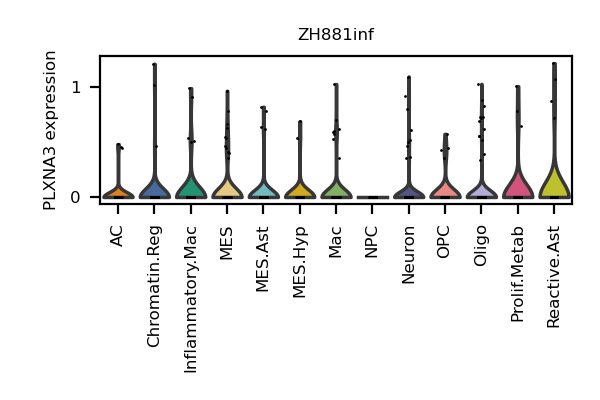 ZH881inf
PLXNA3 expression
1
0
AC
Chromatin.Reg
Inflammatory.Mac
MES
MES.Ast
MES.Hyp
Mac
NPC
Neuron
OPC
Oligo
Prolif.Metab
Reactive.Ast